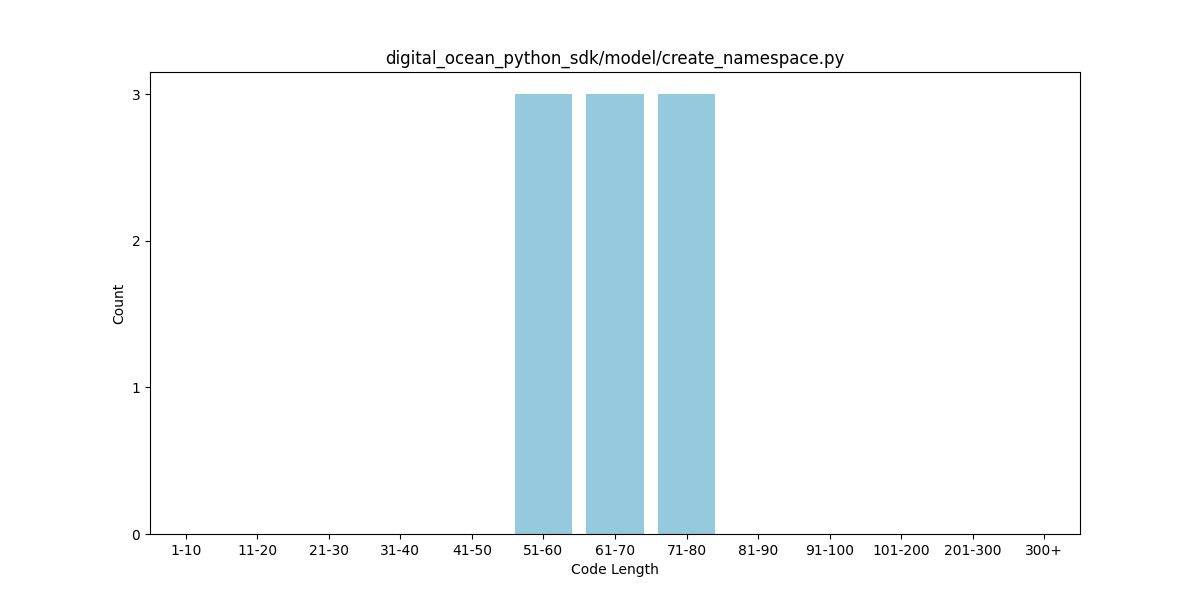 digital_ocean_python_sdk/model/create_namespace.py
3
2
1
0
Count
1-10 11-20 21-30 31-40 41-50 51-60 61-70 71-80 81-90 91-100 101-200 201-300 300+
Code Length